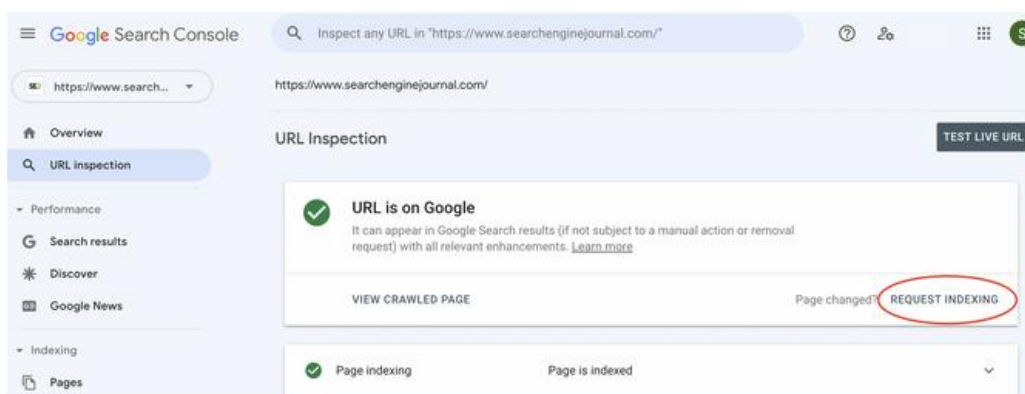 Google Search Console
Inspect any URL in "https://www.searchenginejournal.com/"
S
SEJ
https://www.search...
https://www.searchenginejournal.com/
Overview
URL Inspection
TEST LIVE URL
URL inspection
Performance
URL is on Google
It can appear in Google Search results (if not subject to a manual action or removal
request) with all relevant enhancements. Learn more
Search results
Discover
Google News
VIEW CRAWLED PAGE
Page changed?
REQUEST INDEXING
Indexing
Pages
Page indexing
Page is indexed